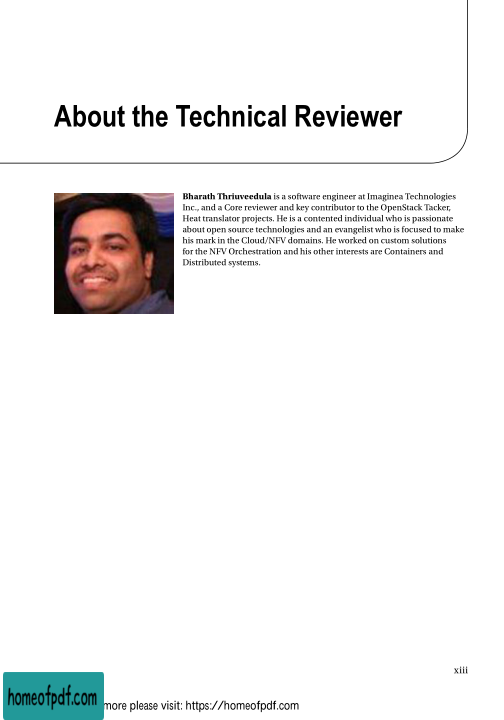 About the Technical Reviewer
Bharath Thriuveedula is a software engineer at Imaginea Technologies
Inc., and a Core reviewer and key contributor to the OpenStack Tacker,
Heat translator projects. He is a contented individual who is passionate
about open source technologies and an evangelist who is focused to make
his mark in the Cloud/NFV domains. He worked on custom solutions
for the NFV Orchestration and his other interests are Containers and
Distributed systems.
xiii
homeofpdf.com
more please visit: https://homeofpdf.com